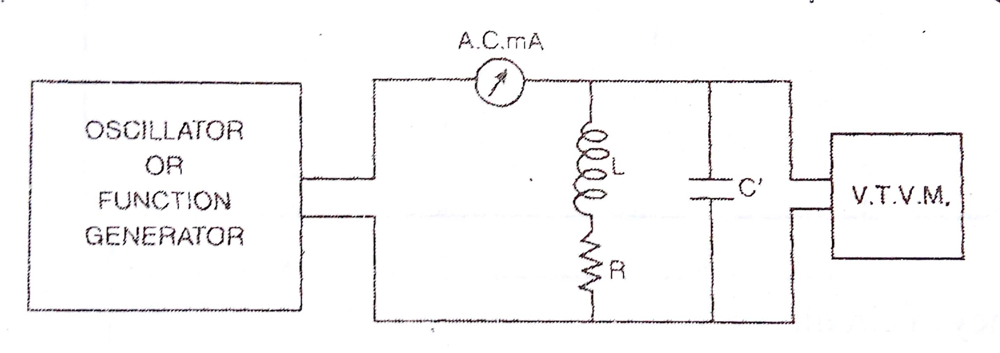 A.C.mA
OSCILLATOR
OR
FUNCTION
GENERATOR
L
C'
V.T.V.M.
R